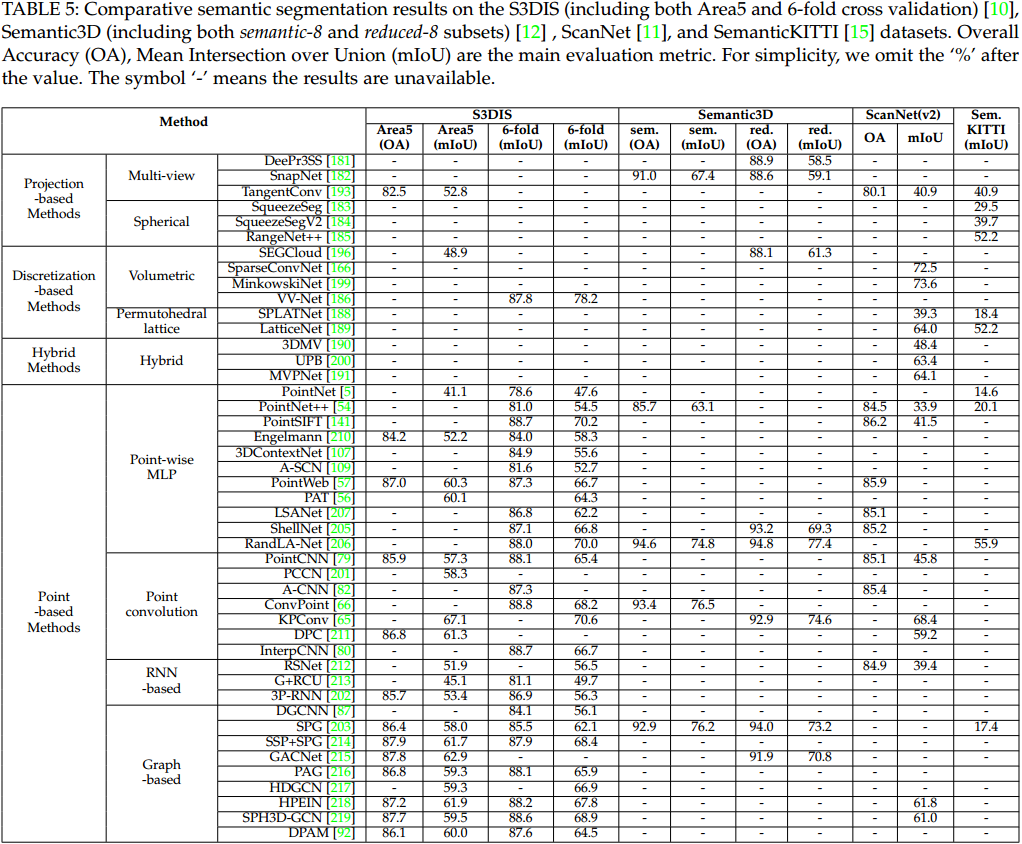 TABLE 5: Comparative semantic segmentation results on the S3DIS (including both Area5 and 6-fold cross validation) [10],
Semantic3D (including both semantic-8 and reduced-8 subsets) [12] , ScanNet [11], and SemanticKITTI [15] datasets. Overall
Accuracy (OA), Mean Intersection over Union (mIoU) are the main evaluation metric. For simplicity, we omit the '%' after
the value. The symbol '-' means the results are unavailable.
Method S3DIS Semantic3D ScanNet(v2) Sem. KITTI (mIoU)
Area5 (OA) Area5 (mIoU) 6-fold (mIoU) 6-fold (mIoU) sem. (OA) sem. (mIoU) red. (OA) red. (mIoU) OA mIoU
Projection -based Methods
Multi-view
DeePr3SS [181] - - - - - - 88.9 58.5 - - -
SnapNet [182] - - - - 91.0 67.4 88.6 59.1 - - -
TangentConv [193] 82.5 52.8 - - - - - - 80.1 40.9 40.9
Spherical
SqueezeSeg [183] - - - - - - - - - - 29.5
SqueezeSegV2 [184] - - - - - - - - - - 39.7
RangeNet++ [185] - - - - - - - - - - 52.2
Discretization -based Methods
Volumetric
SEGCloud [196] - 48.9 - - - - 88.1 61.3 - - -
SparseConvNet [166] - - - - - - - - - 72.5 -
MinkowskiNet [199] - - - - - - - - - 73.6 -
VV-Net [186] - - 87.8 78.2 - - - - - - -
Permutohedral lattice
SPLATNet [188] - - - - - - - - - 39.3 18.4
LatticeNet [189] - - - - - - - - - 64.0 52.2
Hybrid Methods
Hybrid
3DMV [190] - - - - - - - - - 48.4 -
UPB [200] - - - - - - - - - 63.4 -
MVPNet [191] - - - - - - - - - 64.1 -
Point -based Methods
Point-wise MLP
PointNet [5] - 41.1 78.6 47.6 - - - - - - 14.6
PointNet++ [54] - - 81.0 54.5 85.7 63.1 - - 84.5 33.9 20.1
PointSIFT [141] - - 88.7 70.2 - - - - 86.2 41.5 -
Engelmann [210] 84.2 52.2 84.0 58.3 - - - - - - -
3DContextNet [107] - - 84.9 55.6 - - - - - - -
A-SCN [109] - - 81.6 52.7 - - - - - - -
PointWeb [57] 87.0 60.3 87.3 66.7 - - - - 85.9 - -
PAT [56] - 60.1 - 64.3 - - - - - - -
LSANet [207] - - 86.8 62.2 - - - - 85.1 - -
ShellNet [205] - - 87.1 66.8 - - 93.2 69.3 85.2 - -
RandLA-Net [206] - - 88.0 70.0 94.6 74.8 94.8 77.4 - - 55.9
Point convolution
PointCNN [79] 85.9 57.3 88.1 65.4 - - - - 85.1 45.8 -
PCCN [201] - 58.3 - - - - - - - - -
A-CNN [82] - - 87.3 - - - - - 85.4 - -
ConvPoint [66] - - 88.8 68.2 93.4 76.5 - - - - -
KPConv [65] - 67.1 - 70.6 - - 92.9 74.6 - 68.4 -
DPC [211] 86.8 61.3 - - - - - - - 59.2 -
InterpCNN [80] - - 88.7 66.7 - - - - - - -
RNN -based
RSNet [212] - 51.9 - 56.5 - - - - 84.9 39.4 -
G+RCU [213] - 45.1 81.1 49.7 - - - - - - -
3P-RNN [202] 85.7 53.4 86.9 56.3 - - - - - - -
Graph -based
DGCNN [87] - - 84.1 56.1 - - - - - - -
SPG [203] 86.4 58.0 85.5 62.1 92.9 76.2 94.0 73.2 - - 17.4
SSP+SPG [214] 87.9 61.7 87.9 68.4 - - - - - - -
GACNet [215] 87.8 62.9 - - - - 91.9 70.8 - - -
PAG [216] 86.8 59.3 88.1 65.9 - - - - - - -
HDGCN [217] - 59.3 - 66.9 - - - - - - -
HPEIN [218] 87.2 61.9 88.2 67.8 - - - - - 61.8 -
SPH3D-GCN [219] 87.7 59.5 88.6 68.9 - - - - - 61.0 -
DPAM [92] 86.1 60.0 87.6 64.5 - - - - - - -